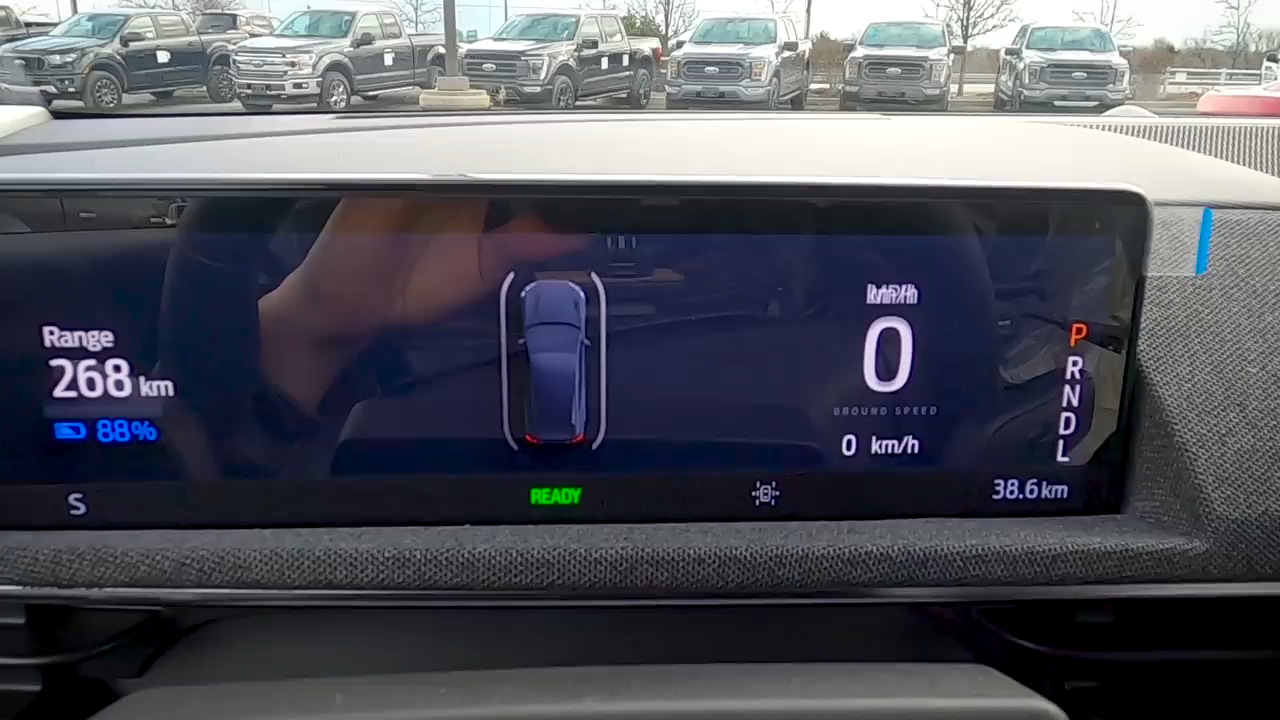 Range
268 km
88%
S
READY
MPH
0
GROUND SPEED
0 km/h
P
R
N
D
L
38.6 km